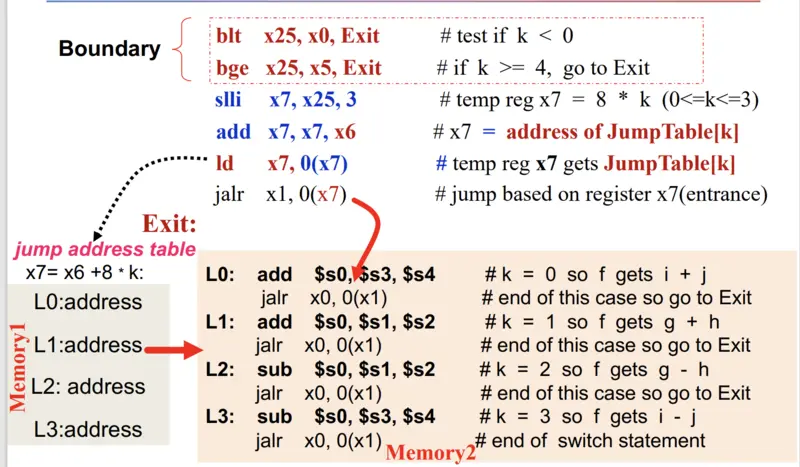 Boundary
blt x25, x0, Exit # test if k < 0
bge x25, x5, Exit # if k >= 4, go to Exit
slli x7, x25, 3 # temp reg x7 = 8 * k (0<=k<=3)
add x7, x7, x6 # x7 = address of JumpTable[k]
ld x7, 0(x7) # temp reg x7 gets JumpTable[k]
jalr x1, 0(x7) # jump based on register x7(entrance)
Exit:
jump address table
x7= x6 +8 * k:
L0:address
L1:address
L2: address
L3:address
Memory1
L0: add $s0, $s3, $s4 # k = 0 so f gets i + j
jalr x0, 0(x1) # end of this case so go to Exit
L1: add $s0, $s1, $s2 # k = 1 so f gets g + h
jalr x0, 0(x1) # end of this case so go to Exit
L2: sub $s0, $s1, $s2 # k = 2 so f gets g - h
jalr x0, 0(x1) # end of this case so go to Exit
L3: sub $s0, $s3, $s4 # k = 3 so f gets i - j
jalr x0, 0(x1) # end of switch statement
Memory2